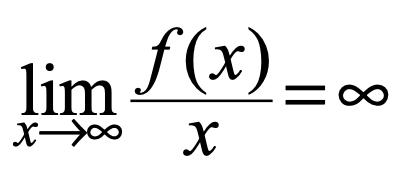 lim x→∞ f(x)/x = ∞